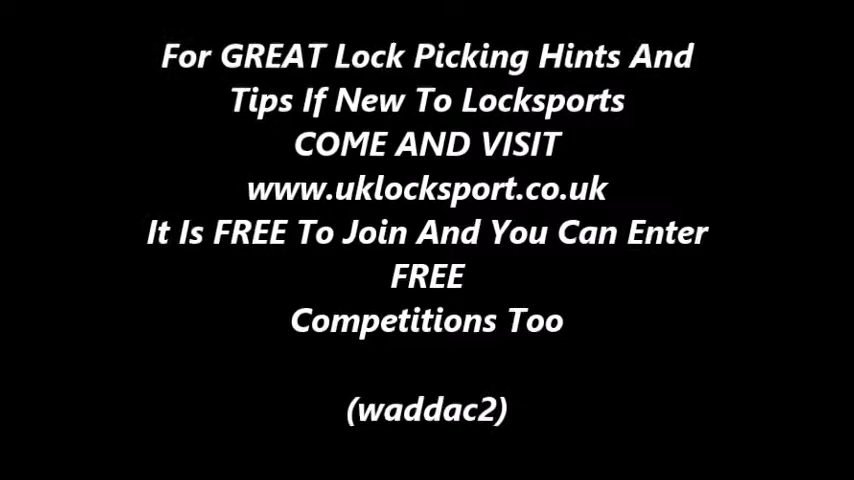 For GREAT Lock Picking Hints And
Tips If New To Locksports
COME AND VISIT
www.uklocksport.co.uk
It Is FREE To Join And You Can Enter
FREE
Competitions Too
(waddac2)